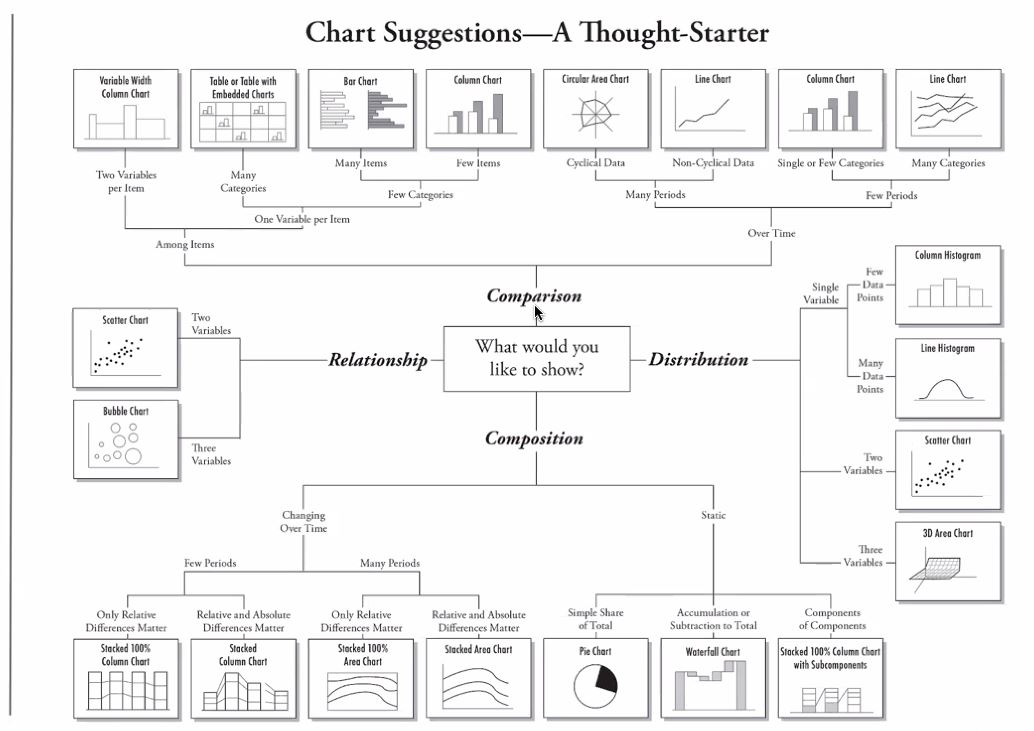 Chart Suggestions—A Thought-Starter
Variable Width
Column Chart
Table or Table with
Embedded Charts
Bar Chart
Column Chart
Circular Area Chart
Line Chart
Column Chart
Line Chart
Two Variables
per Item
Many
Categories
Many Items
Few Items
Cyclical Data
Non-Cyclical Data
Single or Few Categories
Many Categories
Few Categories
Many Periods
Few Periods
One Variable per Item
Among Items
Over Time
Comparison
What would you
like to show?
Relationship
Two
Variables
Scatter Chart
Three
Variables
Bubble Chart
Distribution
Single
Variable
Few
Data
Points
Column Histogram
Many
Data
Points
Line Histogram
Two
Variables
Scatter Chart
Three
Variables
3D Area Chart
Composition
Changing
Over Time
Static
Few Periods
Many Periods
Only Relative
Differences Matter
Relative and Absolute
Differences Matter
Only Relative
Differences Matter
Relative and Absolute
Differences Matter
Simple Share
of Total
Accumulation or
Subtraction to Total
Components
of Components
Stacked 100%
Column Chart
Stacked
Column Chart
Stacked 100%
Area Chart
Stacked Area Chart
Pie Chart
Waterfall Chart
Stacked 100% Column Chart
with Subcomponents